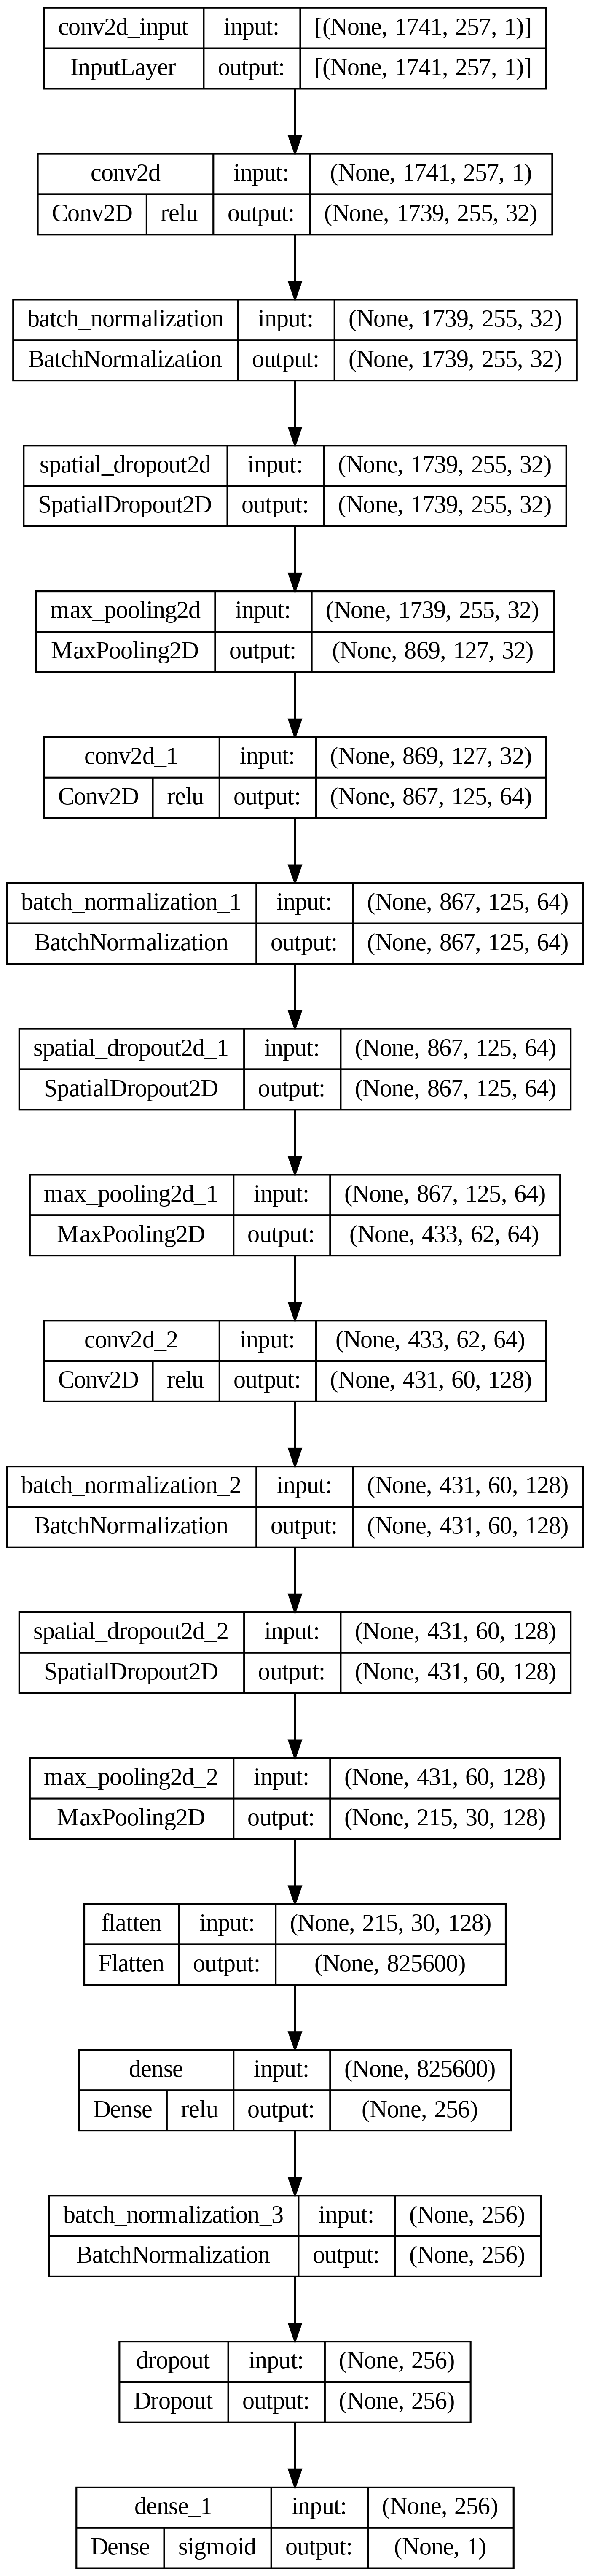 conv2d_input input: [(None, 1741, 257, 1)]
InputLayer output: [(None, 1741, 257, 1)]
conv2d input: (None, 1741, 257, 1)
Conv2D relu output: (None, 1739, 255, 32)
batch_normalization input: (None, 1739, 255, 32)
BatchNormalization output: (None, 1739, 255, 32)
spatial_dropout2d input: (None, 1739, 255, 32)
SpatialDropout2D output: (None, 1739, 255, 32)
max_pooling2d input: (None, 1739, 255, 32)
MaxPooling2D output: (None, 869, 127, 32)
conv2d_1 input: (None, 869, 127, 32)
Conv2D relu output: (None, 867, 125, 64)
batch_normalization_1 input: (None, 867, 125, 64)
BatchNormalization output: (None, 867, 125, 64)
spatial_dropout2d_1 input: (None, 867, 125, 64)
SpatialDropout2D output: (None, 867, 125, 64)
max_pooling2d_1 input: (None, 867, 125, 64)
MaxPooling2D output: (None, 433, 62, 64)
conv2d_2 input: (None, 433, 62, 64)
Conv2D relu output: (None, 431, 60, 128)
batch_normalization_2 input: (None, 431, 60, 128)
BatchNormalization output: (None, 431, 60, 128)
spatial_dropout2d_2 input: (None, 431, 60, 128)
SpatialDropout2D output: (None, 431, 60, 128)
max_pooling2d_2 input: (None, 431, 60, 128)
MaxPooling2D output: (None, 215, 30, 128)
flatten input: (None, 215, 30, 128)
Flatten output: (None, 825600)
dense input: (None, 825600)
Dense relu output: (None, 256)
batch_normalization_3 input: (None, 256)
BatchNormalization output: (None, 256)
dropout input: (None, 256)
Dropout output: (None, 256)
dense_1 input: (None, 256)
Dense sigmoid output: (None, 1)